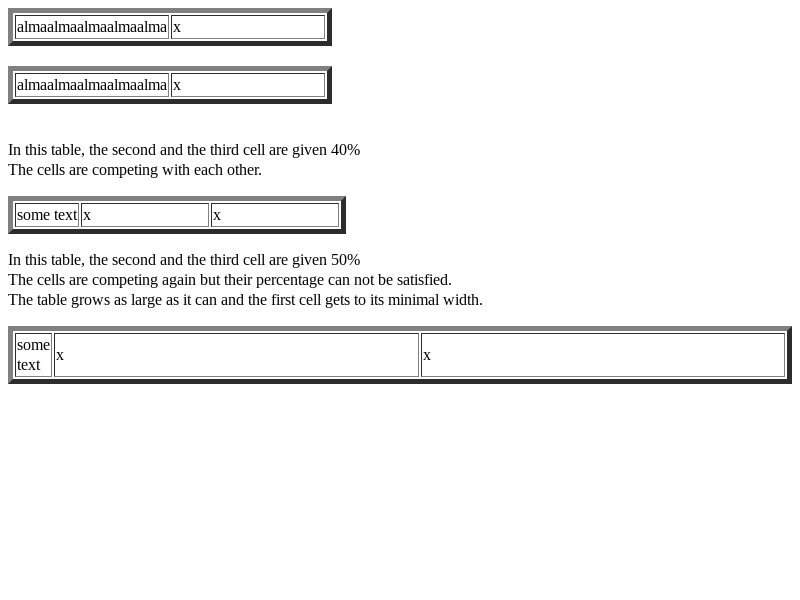 almaalmaalmaalmaalma x
almaalmaalmaalmaalma x
In this table, the second and the third cell are given 40%
The cells are competing with each other.
some text x x
In this table, the second and the third cell are given 50%
The cells are competing again but their percentage can not be satisfied.
The table grows as large as it can and the first cell gets to its minimal width.
some
text x x